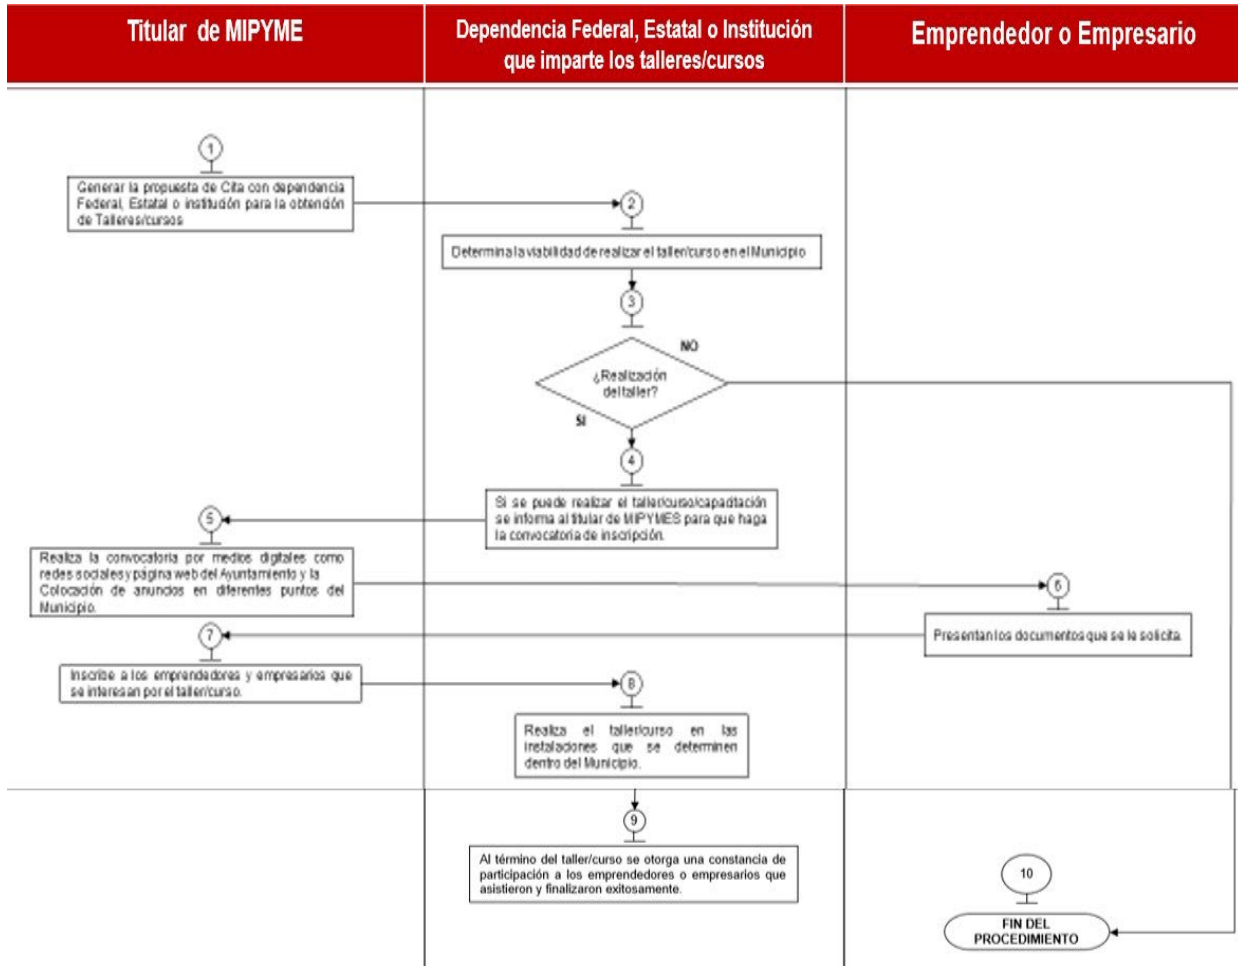 Titular de MIPYME
Dependencia Federal, Estatal o Institución
que imparte los talleres/cursos
Emprendedor o Empresario
1
Generar la propuesta de Cita con dependencia
Federal, Estatal o institución para la obtención
de Talleres/cursos
2
Determina la viabilidad de realizar el taller/curso en el Municipio
3
NO
¿Realización
del taller?
SI
4
Si se puede realizar el taller/curso/capacitación
se informa al titular de MIPYMES para que haga
la convocatoria de inscripción.
5
Realiza la convocatoria por medios digitales como
redes sociales y página web del Ayuntamiento y la
Colocación de anuncios en diferentes puntos del
Municipio.
6
Presentan los documentos que se le solicita.
7
Inscribe a los emprendedores y empresarios que
se interesan por el taller/curso.
8
Realiza el taller/curso en las
instalaciones que se determinen
dentro del Municipio.
9
Al término del taller/curso se otorga una constancia de
participación a los emprendedores o empresarios que
asistieron y finalizaron exitosamente.
10
FIN DEL
PROCEDIMIENTO